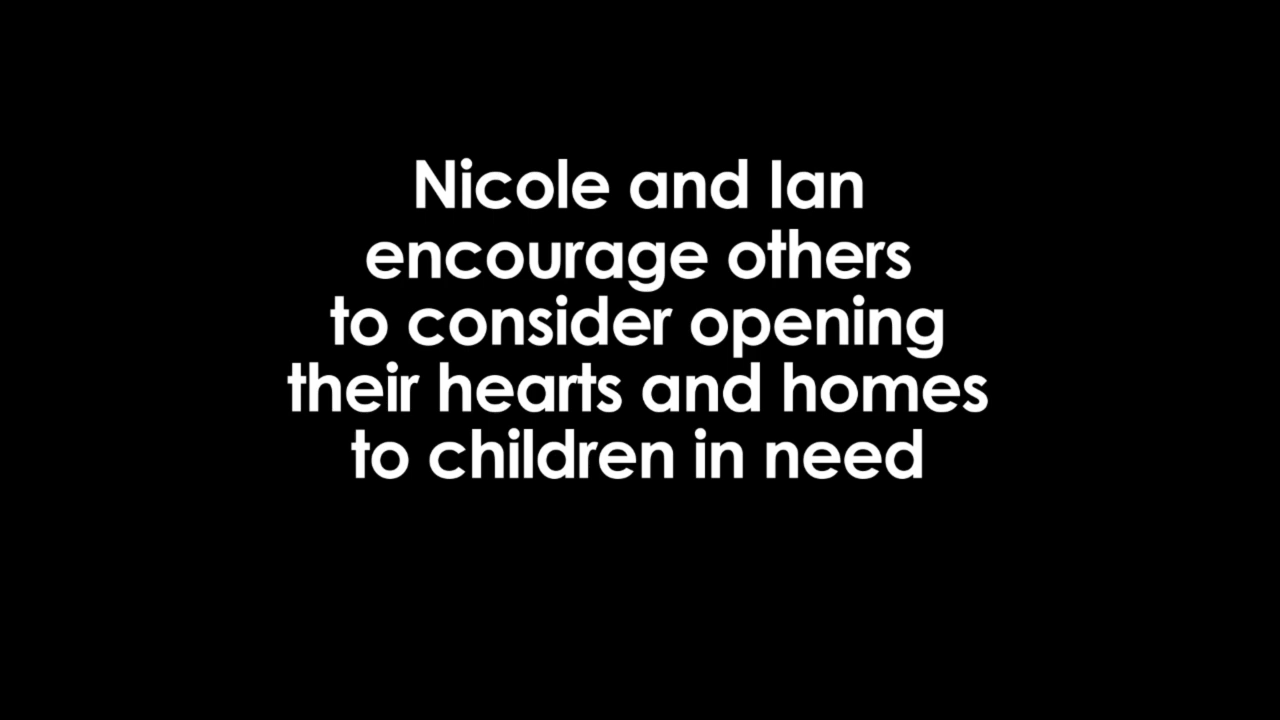 Nicole and Ian
encourage others
to consider opening
their hearts and homes
to children in need